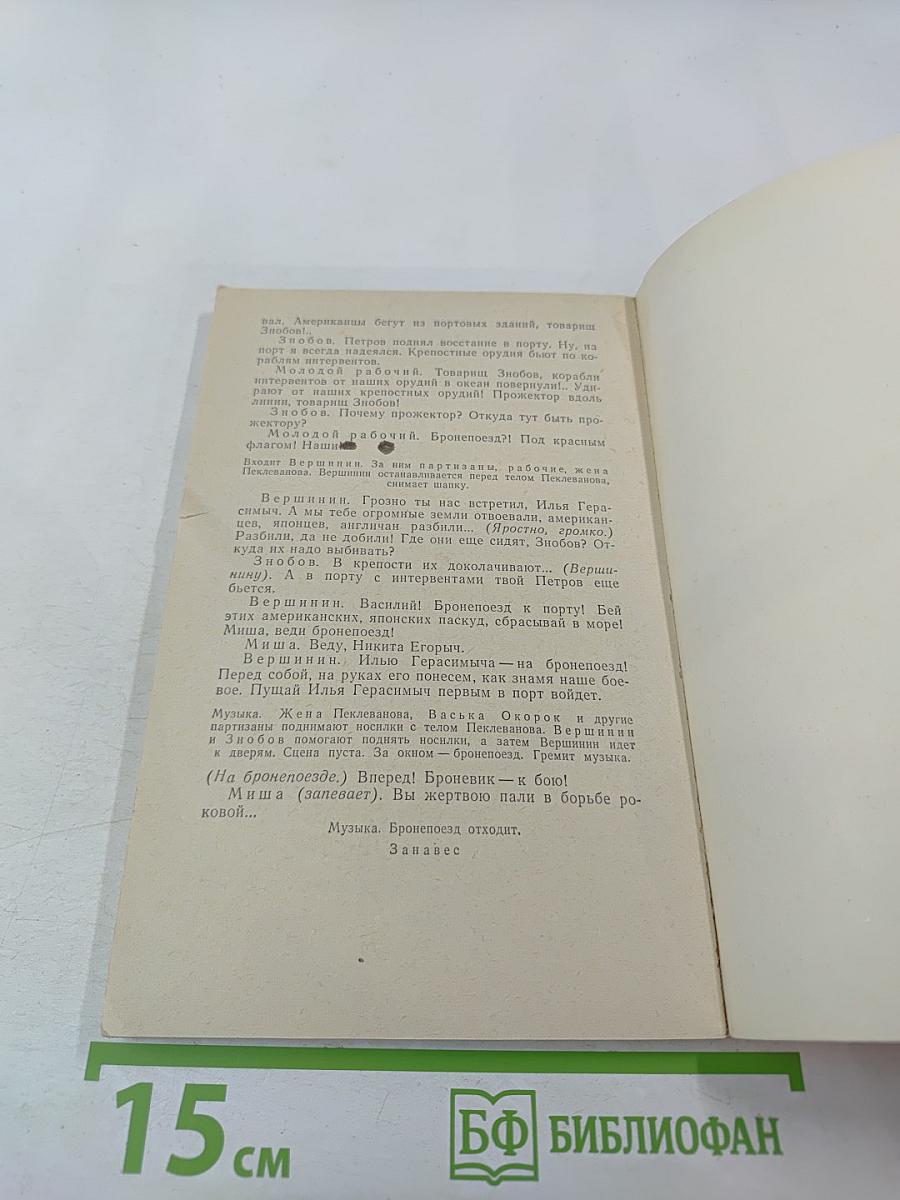 вал. Американцы бегут из портовых зданий, товарищ
Знобов!..
Знобов. Петров поднял восстание в порту. Ну, на
порт я всегда надеялся. Крепостные орудия бьют по ко-
раблям интервентов.
Молодой рабочий. Товарищ Знобов, корабли
интервентов от наших орудий в океан повернули!.. Уди-
рают от наших крепостных орудий! Прожектор вдоль
линии, товарищ Знобов!
Знобов. Почему прожектор? Откуда тут быть про-
жектору?
Молодой рабочий. Бронепоезд?! Под красным
флагом! Наши
Входит Вершинин. За ним партизаны, рабочие, жена
Пеклеванова. Вершинин останавливается перед телом Пеклеванова,
снимает шапку.
Вершинин. Грозно ты нас встретил, Илья Гера-
симыч. А мы тебе огромные земли отвоевали, американ-
цев, японцев, англичан разбили... (Яростно, громко.)
Разбили, да не добили! Где они еще сидят, Знобов? От-
куда их надо выбивать?
Знобов. В крепости их доколачивают... (Верши-
нину). А в порту с интервентами твой Петров еще
бьется.
Вершинин. Василий! Бронепоезд к порту! Бей
этих американских, японских паскуд, сбрасывай в море!
Миша, веди бронепоезд!
Миша. Веду, Никита Егорыч.
Вершинин. Илью Герасимыча — на бронепоезд!
Перед собой, на руках его понесем, как знамя наше бое-
вое. Пущай Илья Герасимыч первым в порт войдет.
Музыка. Жена Пеклеванова, Васька Окорок и другие
партизаны поднимают носилки с телом Пеклеванова. Вершинин
и Знобов помогают поднять носилки, а затем Вершинин идет
к дверям. Сцена пуста. За окном — бронепоезд. Гремит музыка.
(На бронепоезде.) Вперед! Броневик — к бою!
Миша (запевает). Вы жертвою пали в борьбе ро-
ковой...
Музыка. Бронепоезд отходит.
Занавес
15 см
БФ БИБЛИОФАН